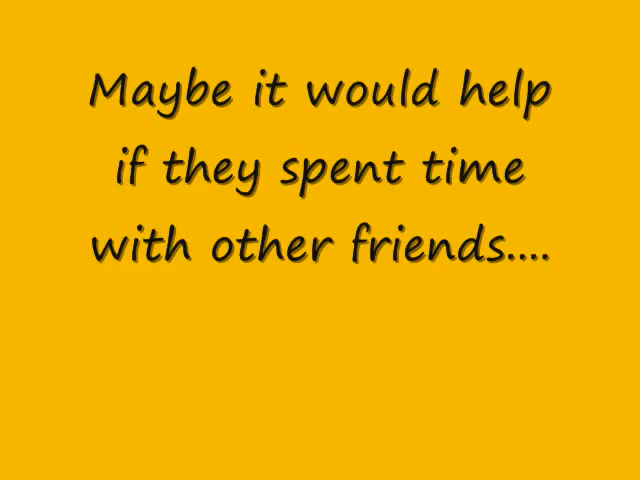 Maybe it would help
if they spent time
with other friends....